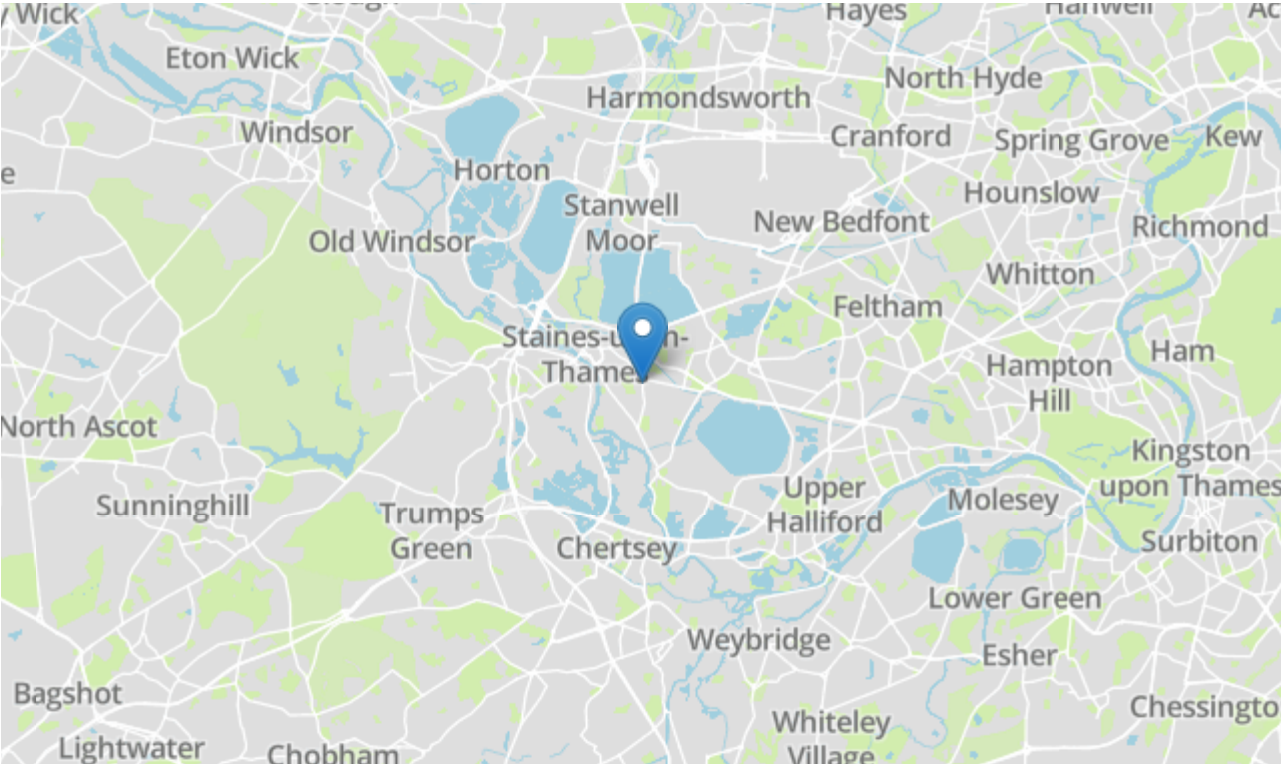 Wick
Hayes
Eton Wick
North Hyde
Harmondsworth
Windsor
Cranford
Spring Grove
Kew
Horton
Hounslow
Stanwell
Moor
New Bedfont
Richmond
Old Windsor
Whitton
Feltham
Staines-u n-
Thames
Ham
Hampton
Hill
North Ascot
Kingston
upon Thames
Sunninghill
Upper
Halliford
Molesey
Trumps
Green
Chertsey
Surbiton
Lower Green
Weybridge
Esher
Bagshot
Chessingto
Whiteley
Village
Lightwater
Chobham